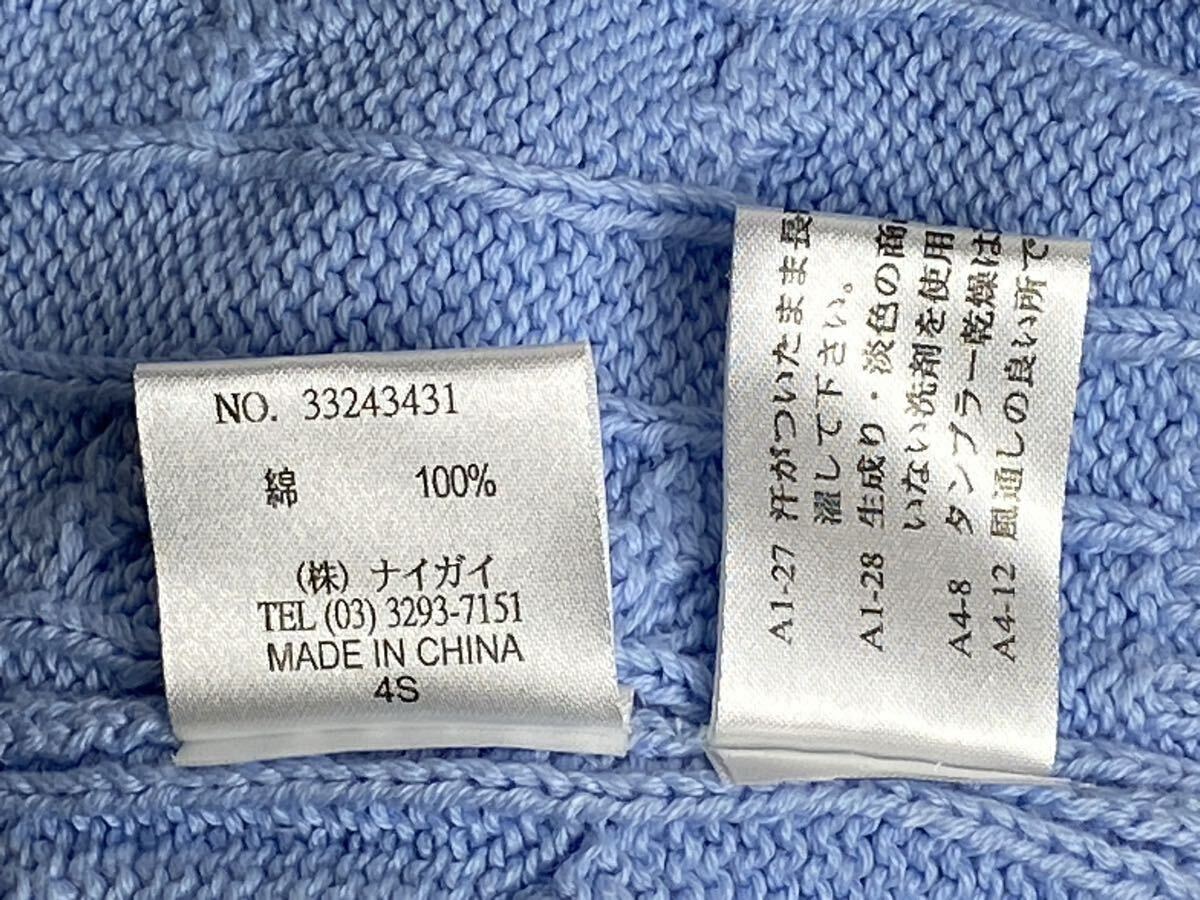 NO. 33243431
綿 100%
(株) ナイガイ
TEL (03) 3293-7151
MADE IN CHINA
4S
A1-27 汗がついたまま長
濯して下さい。
A1-28 生成り・淡色の商
いない洗剤を使用
A4-8 タンブラー乾燥は
A4-12 風通しの良い所で